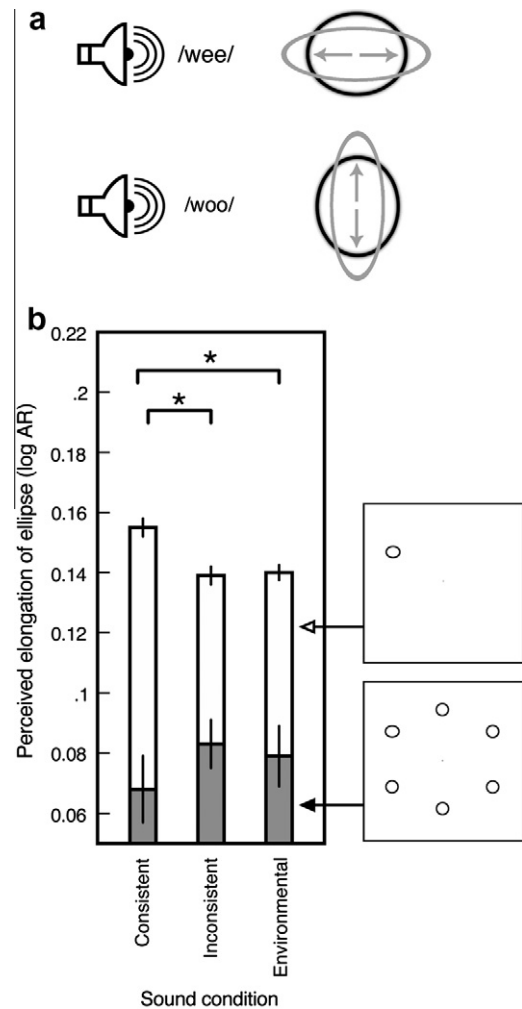 a
/wee/
/woo/
b
Perceived elongation of ellipse (log AR)
0.22
.2
0.18
0.16
0.14
0.12
.1
0.08
0.06
*
*
Consistent
Inconsistent
Environmental
Sound condition